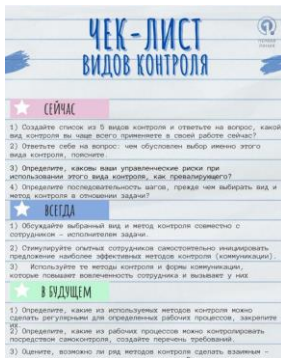 ЧЕК-ЛИСТ
ВИДОВ КОНТРОЛЯ
СЕЙЧАС
1) Создайте список из 5 видов контроля и ответьте на вопрос, какой
вид контроля вы чаще всего применяете в своей работе сейчас?
2) Ответьте себе на вопрос: чем обусловлен выбор именно этого
вида контроля, поясните.
3) Определите, каковы ваши управленческие риски при
использовании этого вида контроля, как превалирующего?
4) Определите последовательность шагов, прежде чем выбирать вид и
метод контроля в отношении задачи?
ВСЕГДА
1) Обсуждайте выбранный вид и метод контроля совместно с
сотрудником - исполнителем задачи.
2) Стимулируйте опытных сотрудников самостоятельно инициировать
предложение наиболее эффективных методов контроля (коммуникации).
3) Используйте те методы контроля и формы коммуникации,
которые повышают вовлеченность сотрудника и вызывают у них
В БУДУЩЕМ
1) Определите, какие из используемых методов контроля можно
сделать регулярными для определенных рабочих процессов, закрепите
2) Определите, какие из рабочих процессов можно контролировать
посредством самоконтроля, создайте перечень требований.
3) Оцените, возможно ли ряд методов контроля сделать взаимным -